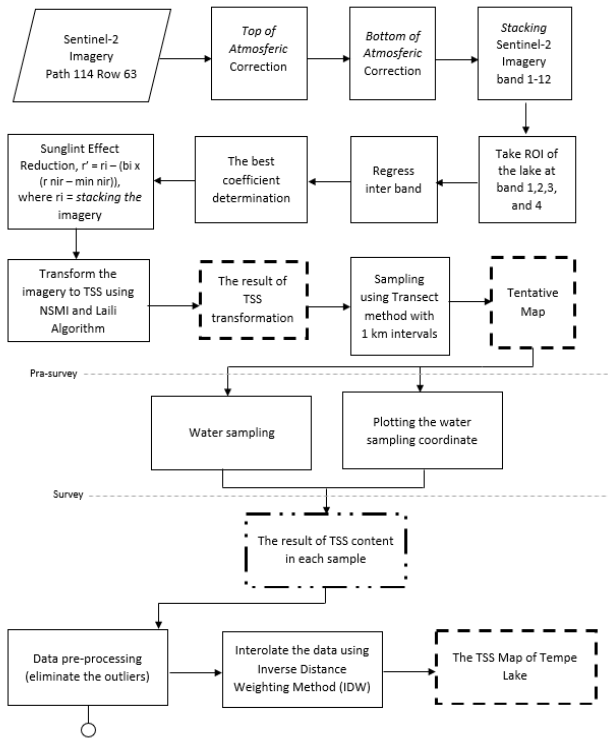 Sentinel-2
Imagery
Path 114 Row 63
Top of
Atmosferic
Correction
Bottom of
Atmosferic
Correction
Stacking
Sentinel-2
Imagery
band 1-12
Sunglint Effect
Reduction, r' = ri – (bi x
(r nir – min nir)),
where ri = stacking the
imagery
The best
coefficient
determination
Regress
inter band
Take ROI of
the lake at
band 1,2,3,
and 4
Transform the
imagery to TSS using
NSMI and Laili
Algorithm
The result of
TSS
transformation
Sampling
using Transect
method with
1 km intervals
Tentative
Map
Pra-survey
Water sampling
Plotting the water
sampling coordinate
Survey
The result of TSS content
in each sample
Data pre-processing
(eliminate the outliers)
Interolate the data using
Inverse Distance
Weighting Method (IDW)
The TSS Map of Tempe
Lake